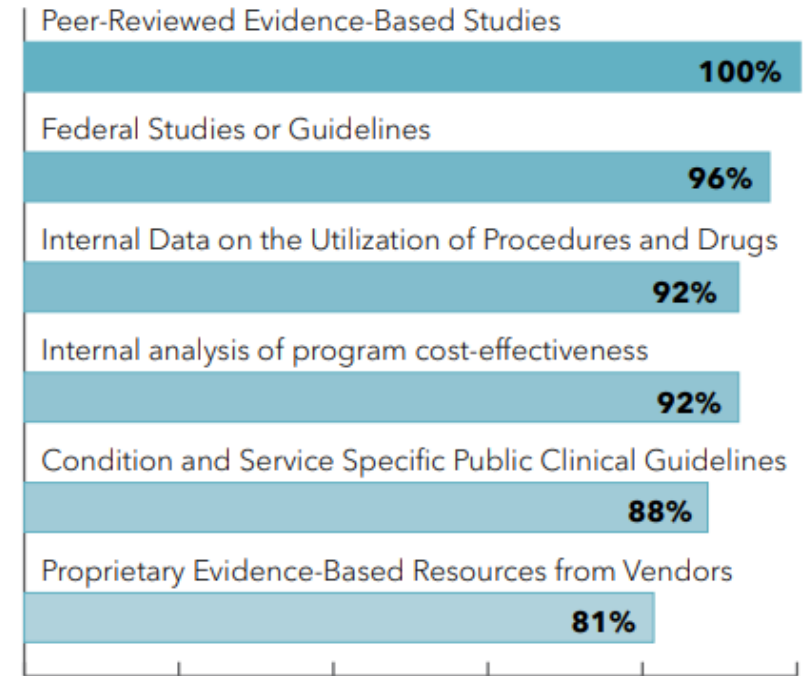 Peer-Reviewed Evidence-Based Studies
100%
Federal Studies or Guidelines
96%
Internal Data on the Utilization of Procedures and Drugs
92%
Internal analysis of program cost-effectiveness
92%
Condition and Service Specific Public Clinical Guidelines
88%
Proprietary Evidence-Based Resources from Vendors
81%